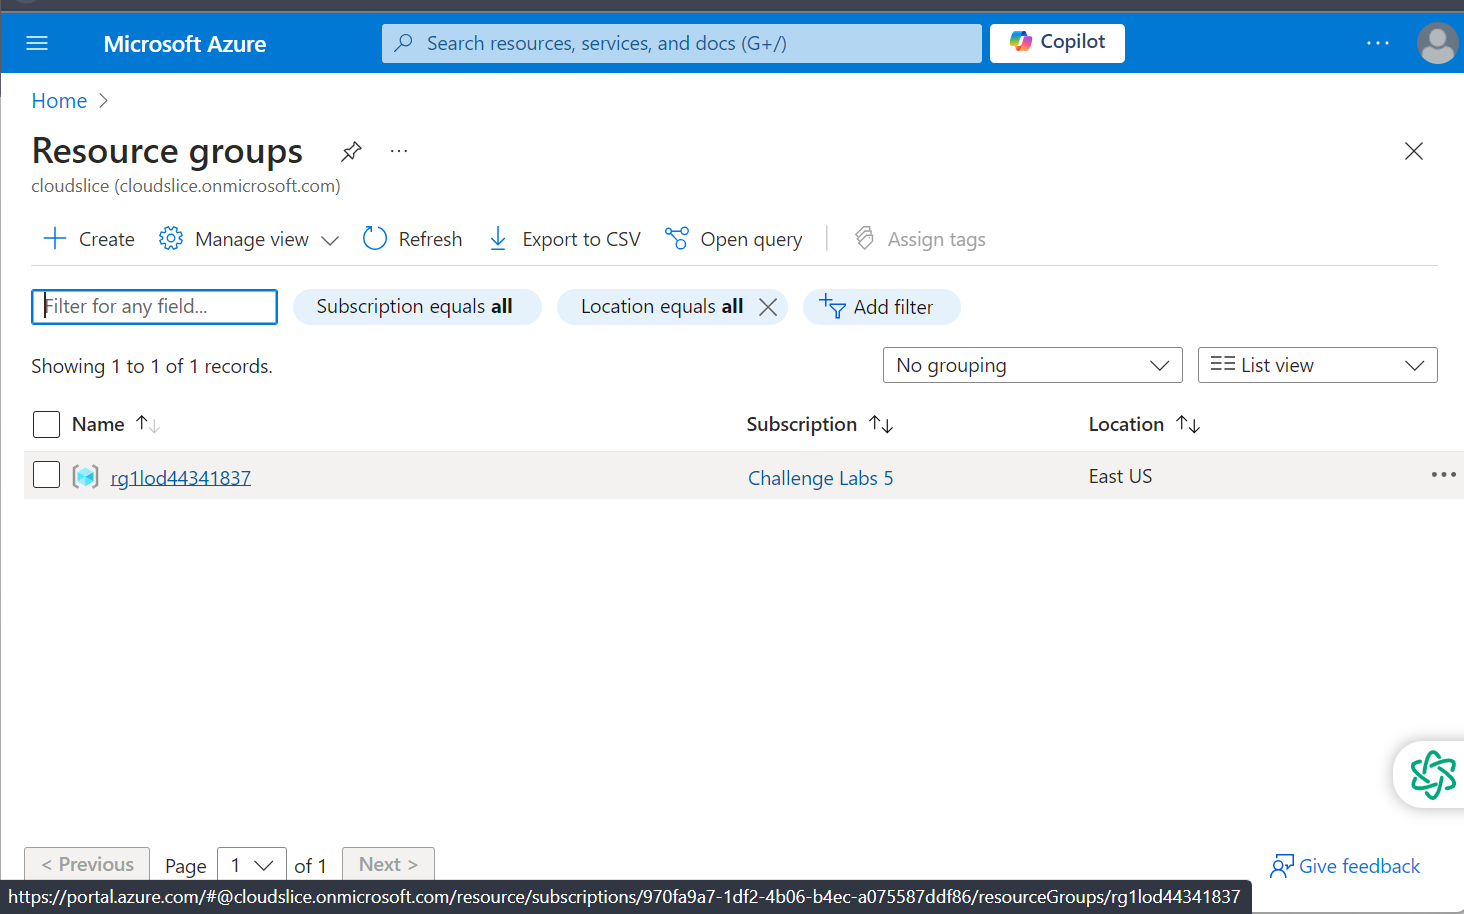 Microsoft Azure
Search resources, services, and docs (G+/)
Copilot
Home
Resource groups
cloudslice (cloudslice.onmicrosoft.com)
Create
Manage view
Refresh
Export to CSV
Open query
Assign tags
Filter for any field...
Subscription equals all
Location equals all
Add filter
Showing 1 to 1 of 1 records.
No grouping
List view
Name
Subscription
Location
rg1lod44341837
Challenge Labs 5
East US
< Previous
Page
1
of 1
Next >
Give feedback
https://portal.azure.com/#@cloudslice.onmicrosoft.com/resource/subscriptions/970fa9a7-1df2-4b06-b4ec-a075587ddf86/resourceGroups/rg1lod44341837